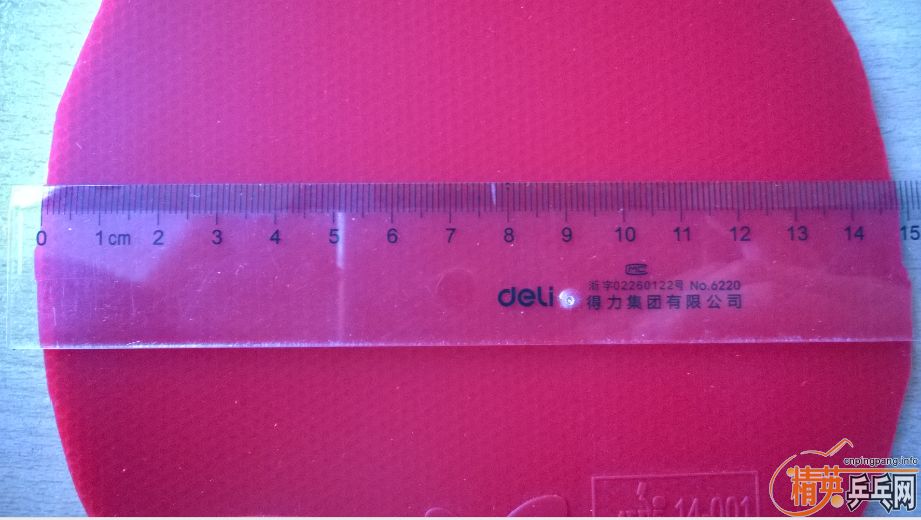 0 1cm 2 3 4 5 6 7 8 9 10 11 12 13 14 15
MC
deli 浙字02260122号 No.6220
得力集团有限公司
14-001
cnpingpang.info
精英乒乓网